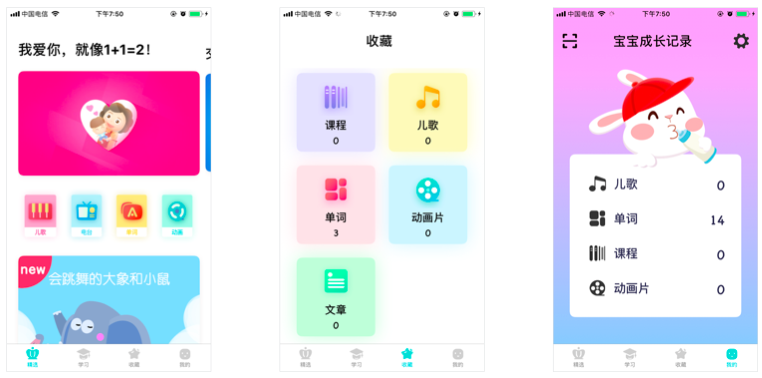 中国电信 下午7:50
我爱你，就像1+1=2！
儿歌
动画
new
会跳舞的大象和小鼠
精选 学习 收藏 我的
中国电信 下午7:50
收藏
课程
0
儿歌
0
单词
3
动画片
0
文章
0
精选 学习 收藏 我的
中国电信 下午7:50
宝宝成长记录
儿歌 0
单词 14
课程 0
动画片 0
精选 学习 收藏 我的